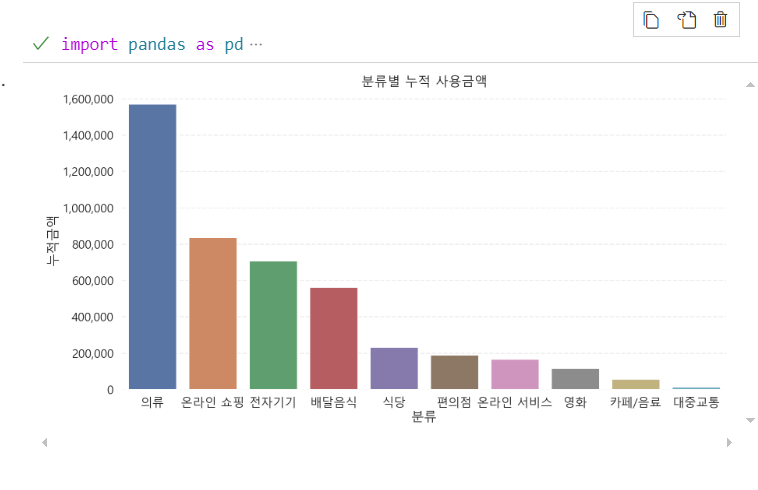 import pandas as pd ...
분류별 누적 사용금액
1,600,000
1,400,000
1,200,000
1,000,000
800,000
600,000
400,000
200,000
0
누적금액
의류 온라인 쇼핑 전자기기 배달음식 식당 편의점 온라인 서비스 영화 카페/음료 대중교통
분류